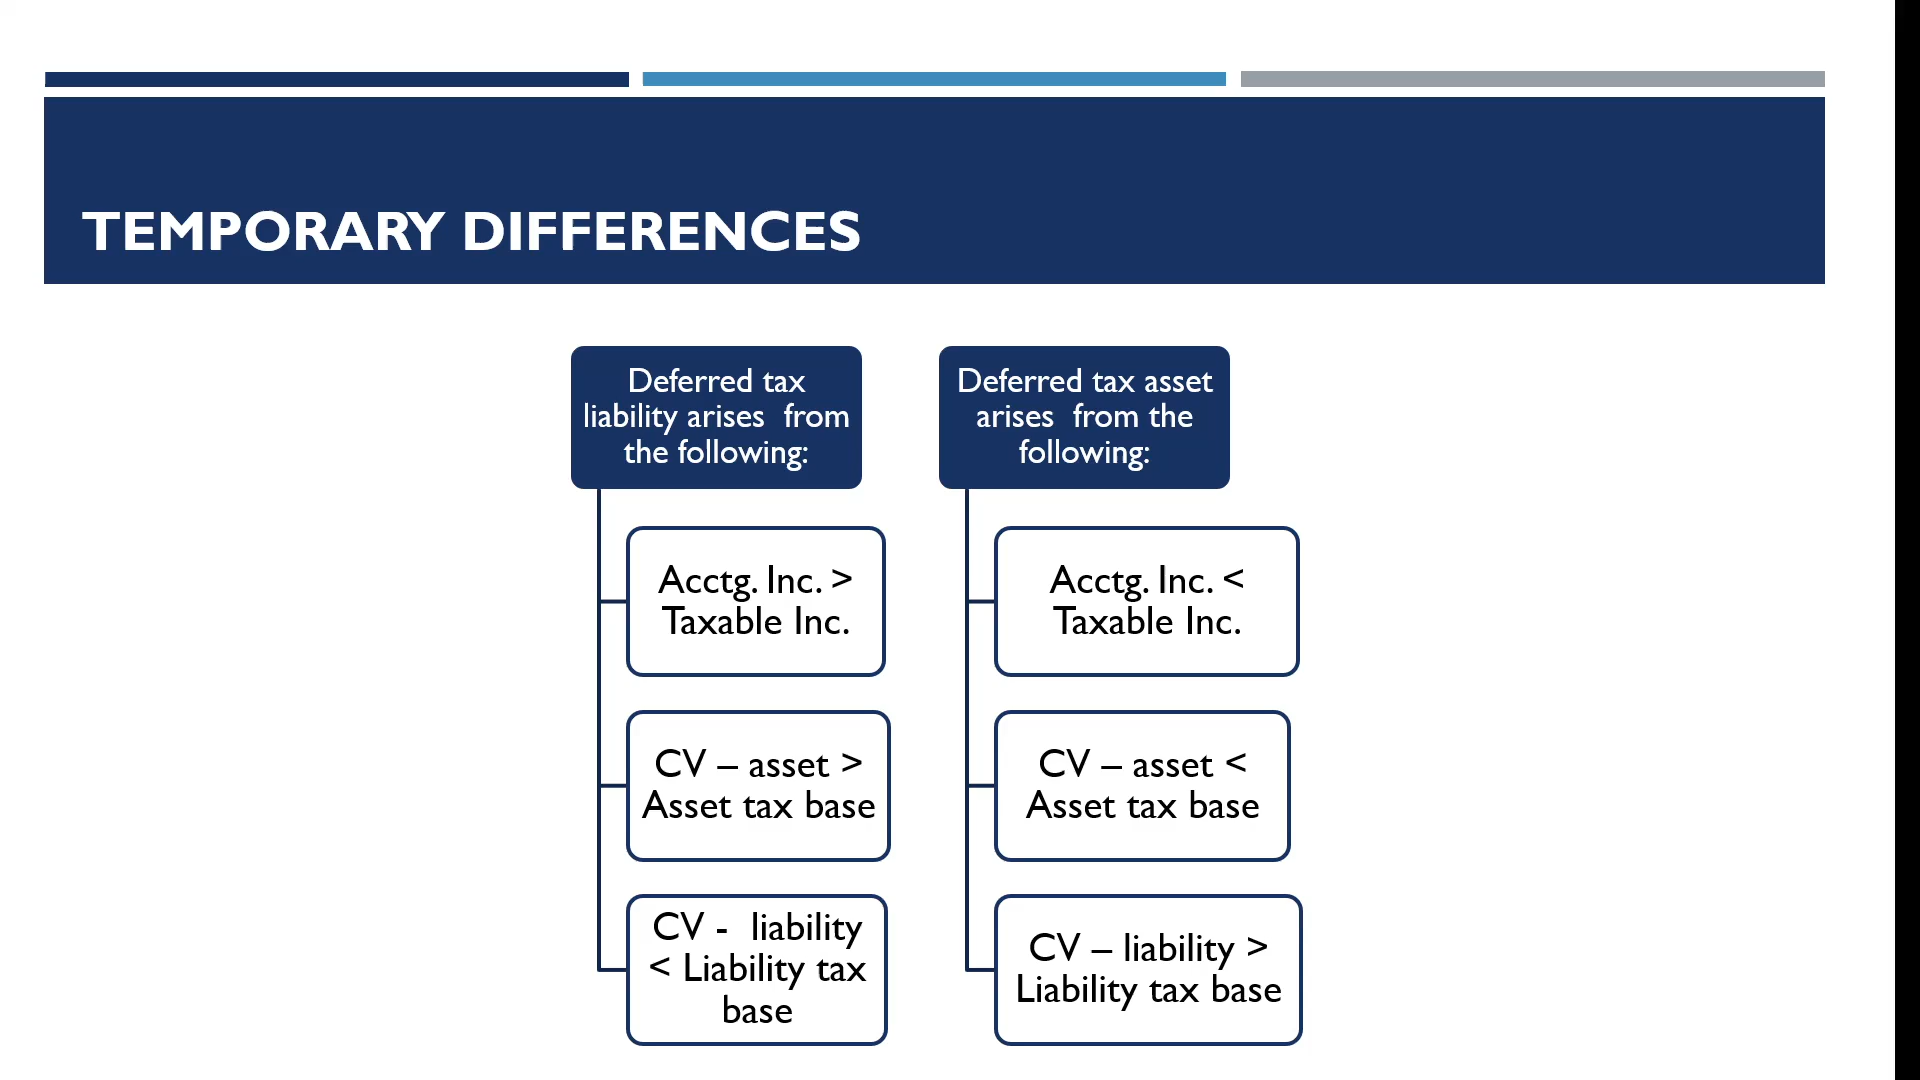 TEMPORARY DIFFERENCES
Deferred tax
liability arises  from
the following:
Acctg. Inc. >
Taxable Inc.
CV – asset >
Asset tax base
CV -  liability
< Liability tax
base
Deferred tax asset
arises  from the
following:
Acctg. Inc. <
Taxable Inc.
CV – asset <
Asset tax base
CV – liability >
Liability tax base